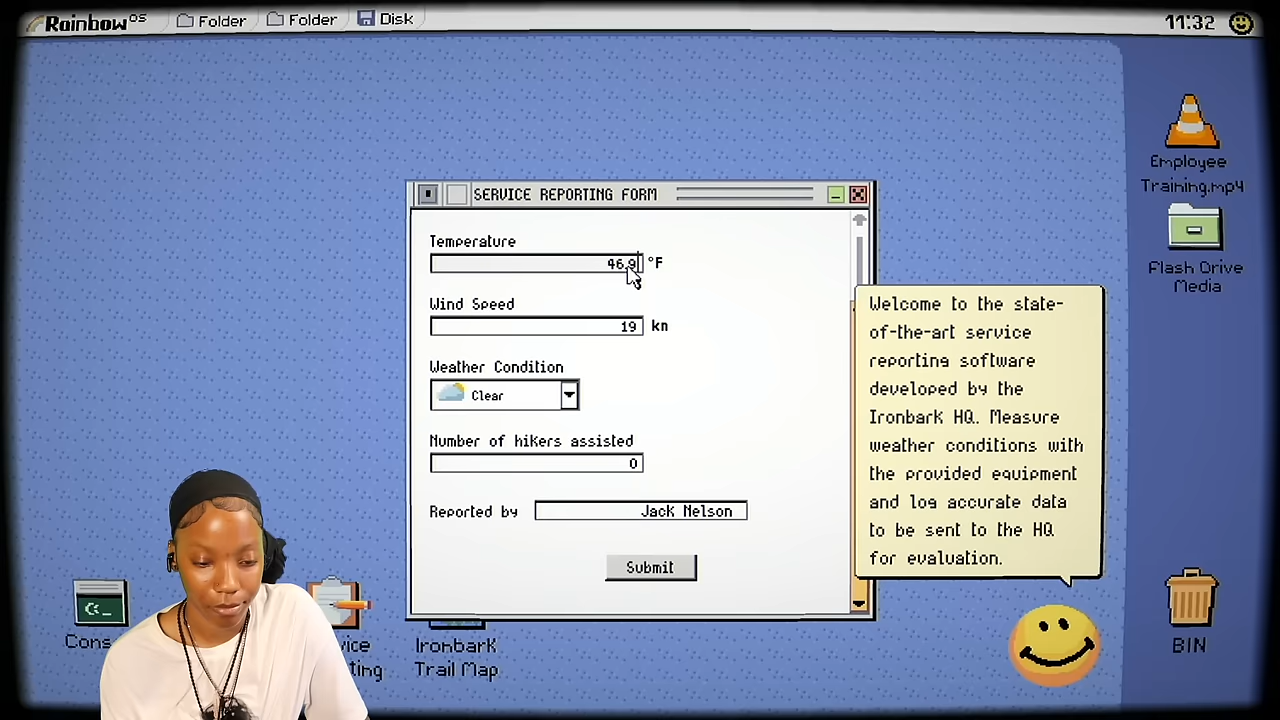 RainbowOS
Folder
Folder
Disk
11:32
Employee
Training.mp4
Flash Drive
Media
SERVICE REPORTING FORM
Temperature
46.9 °F
Wind Speed
19 kn
Weather Condition
Clear
Number of hikers assisted
0
Reported by Jack Nelson
Submit
Welcome to the state-
of-the-art service
reporting software
developed by the
Ironbark HQ. Measure
weather conditions with
the provided equipment
and log accurate data
to be sent to the HQ
for evaluation.
Ironbark
Trail Map
BIN